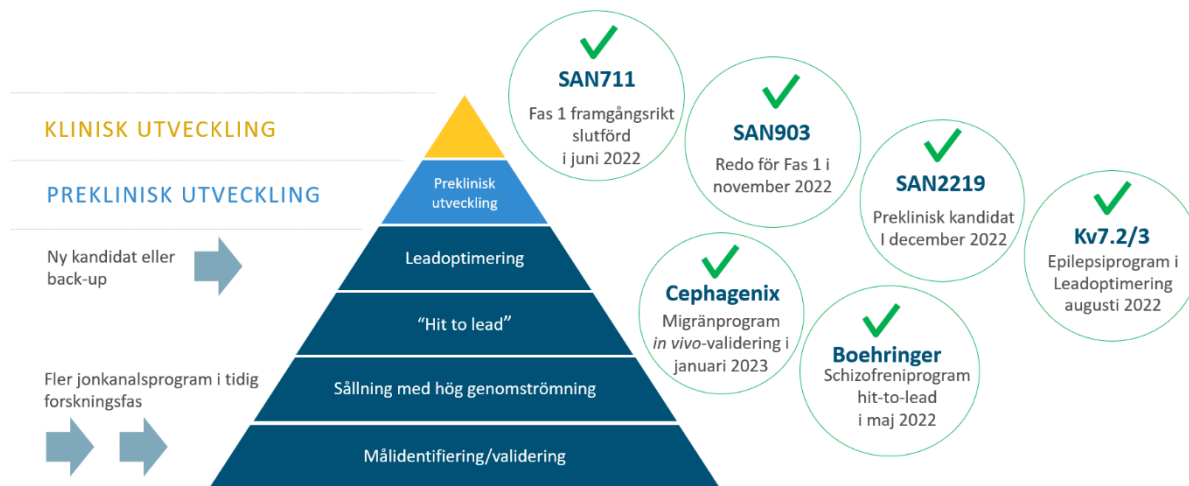 KLINISK UTVECKLING
PREKLINISK UTVECKLING
Ny kandidat eller
back-up
Fler jonkanalsprogram i tidig
forskningsfas
Preklinisk
utveckling
Leadoptimering
“Hit to lead”
Sållning med hög genomströmning
Målidentifiering/validering
SAN711
Fas 1 framgångsrikt
slutförd
i juni 2022
SAN903
Redo för Fas 1 i
november 2022
SAN2219
Preklinisk kandidat
I december 2022
Kv7.2/3
Epilepsiprogram i
Leadoptimering
augusti 2022
Cephagenix
Migränprogram
in vivo-validering i
januari 2023
Boehringer
Schizofreniprogram
hit-to-lead
i maj 2022